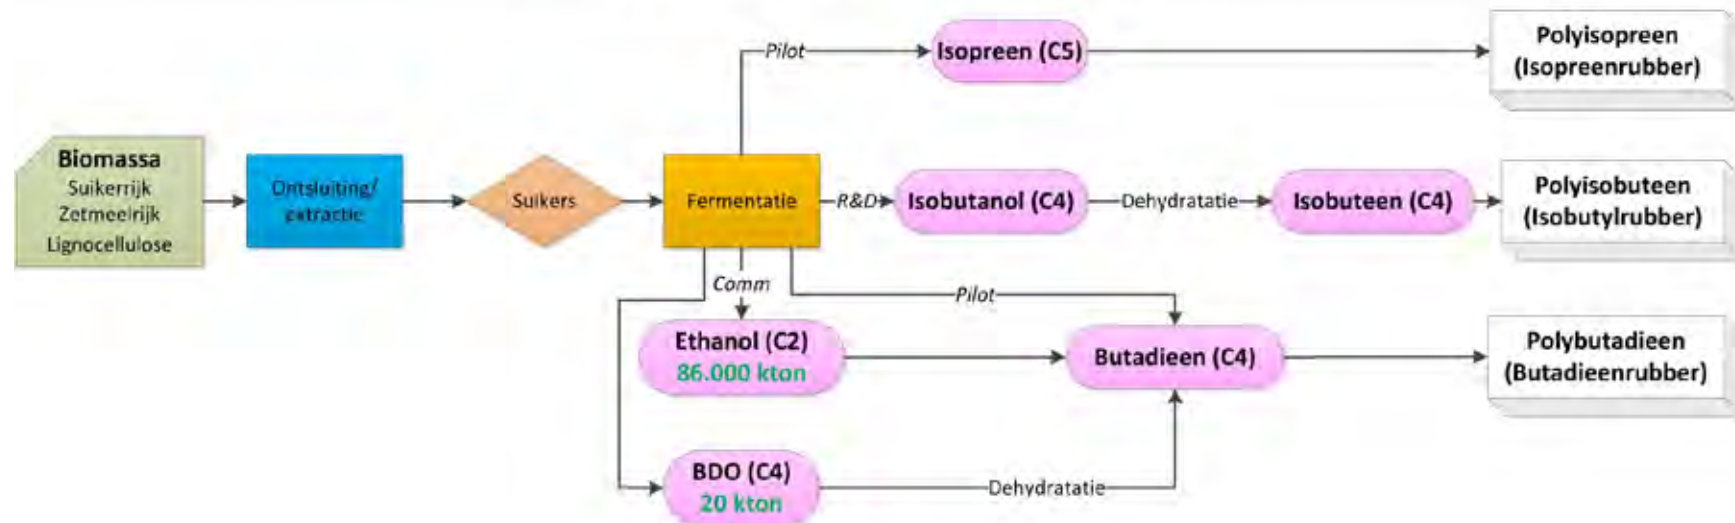 Pilot
Isopreen (C5)
Polyisopreen
(Isopreenrubber)
Biomassa
Suikerrijk
Zetmeelrijk
Lignocellulose
Ontsluiting/
extractie
Suikers
Fermentatie
R&D
Isobutanol (C4)
Dehydratatie
Isobuteen (C4)
Polyisobuteen
(Isobutylrubber)
Comm
Pilot
Ethanol (C2)
86.000 kton
Butadieen (C4)
Polybutadieen
(Butadieenrubber)
BDO (C4)
20 kton
Dehydratatie